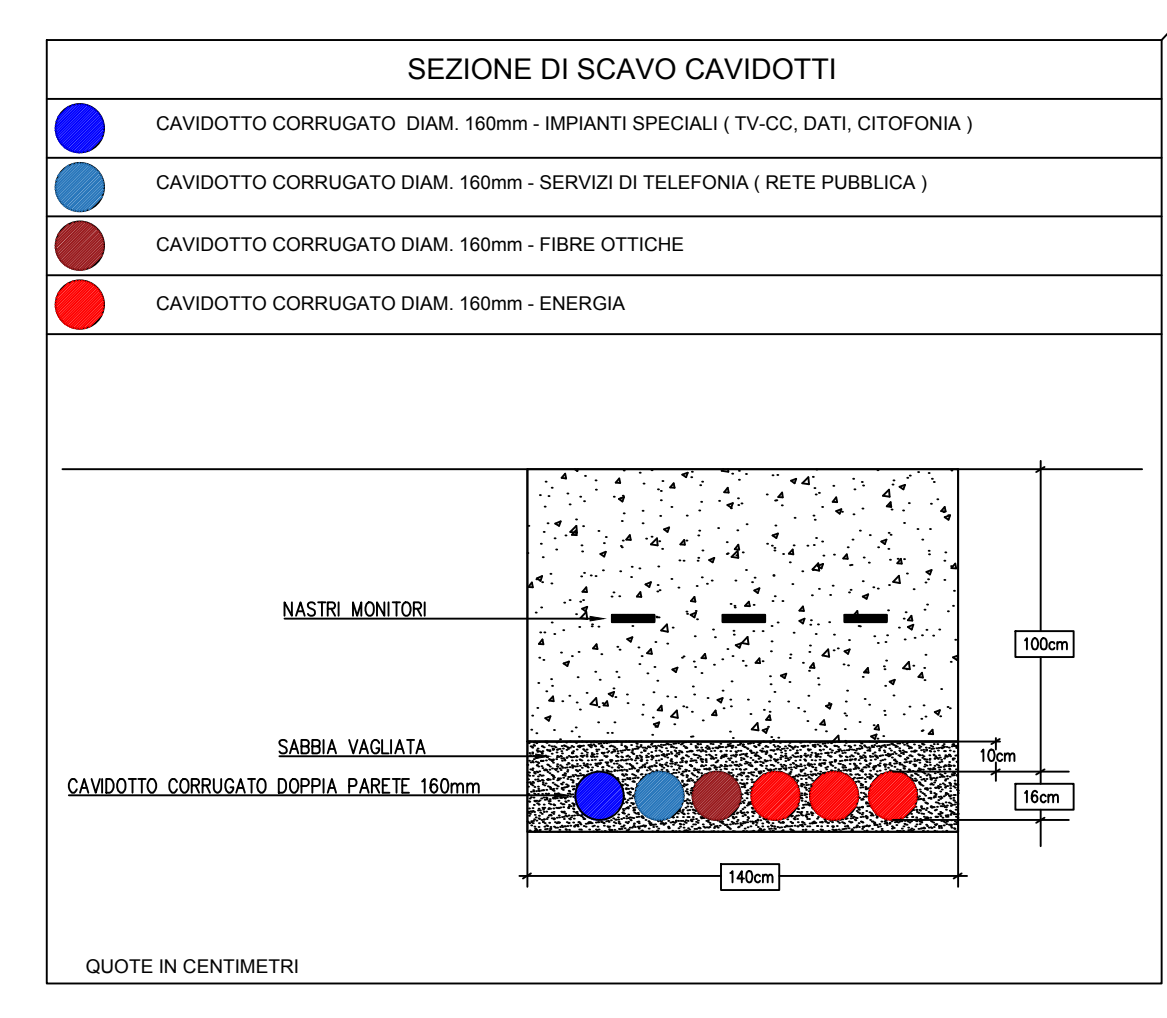 SEZIONE DI SCAVO CAVIDOTTI
CAVIDOTTO CORRUGATO DIAM. 160mm - IMPIANTI SPECIALI ( TV-CC, DATI, CITOFONIA )
CAVIDOTTO CORRUGATO DIAM. 160mm - SERVIZI DI TELEFONIA ( RETE PUBBLICA )
CAVIDOTTO CORRUGATO DIAM. 160mm - FIBRE OTTICHE
CAVIDOTTO CORRUGATO DIAM. 160mm - ENERGIA
NASTRI MONITORI
100cm
SABBIA VAGLIATA
10cm
CAVIDOTTO CORRUGATO DOPPIA PARETE 160mm
16cm
140cm
QUOTE IN CENTIMETRI